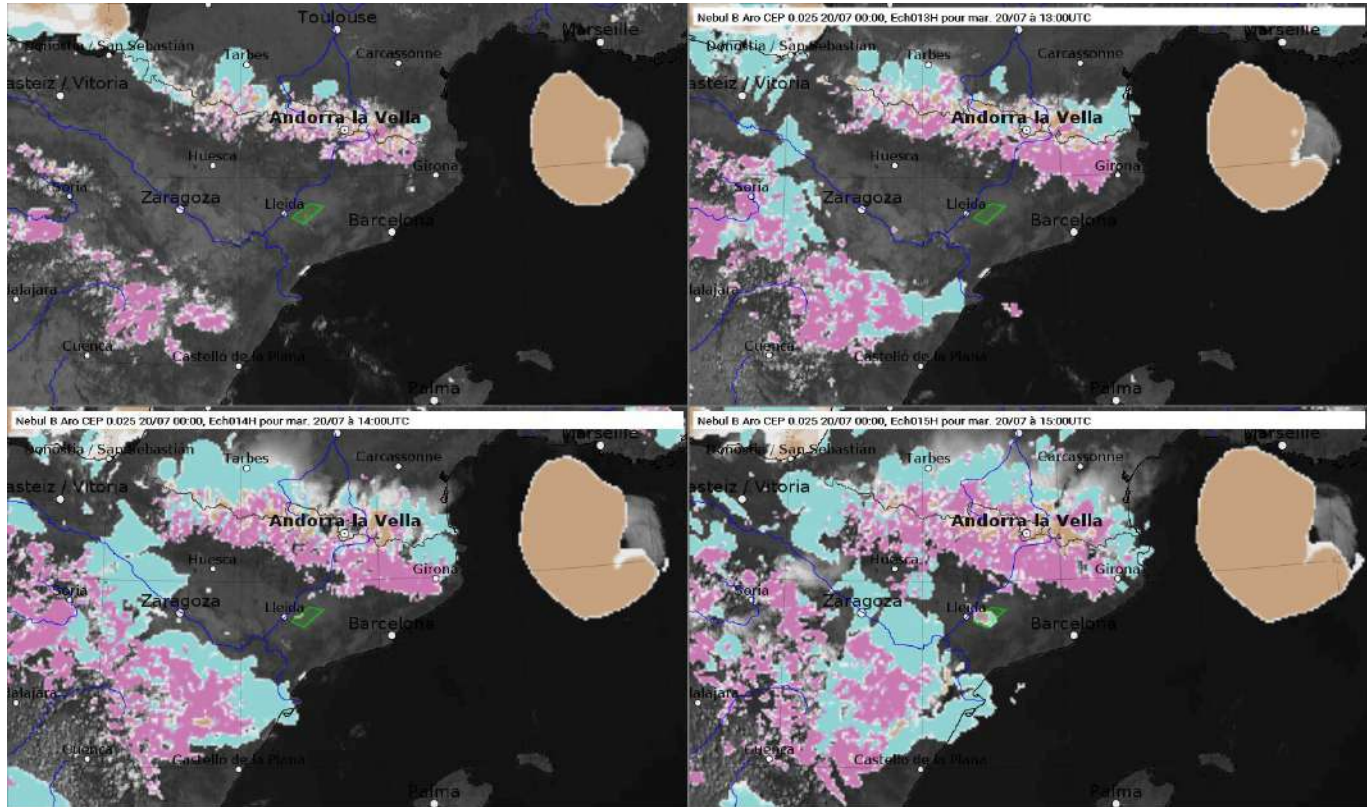 Toulouse
Marseille
Donostia / San Sebastián
Tarbes
Carcassonne
asteiz / Vitoria
Andorra la Vella
Huesca
Girona
Soria
Zaragoza
Lleida
Barcelona
dalajara
Cuenca
Castelló de la Plana
Palma
Nebul B Aro CEP 0.025 20/07 00:00, Ech013H pour mar. 20/07 à 13:00UTC
Marseille
Donostia / San Sebastián
Tarbes
Carcassonne
asteiz / Vitoria
Andorra la Vella
Huesca
Girona
Soria
Zaragoza
Lleida
Barcelona
dalajara
Cuenca
Castelló de la Plana
Palma
Nebul B Aro CEP 0.025 20/07 00:00, Ech014H pour mar. 20/07 à 14:00UTC
Marseille
Donostia / San Sebastián
Tarbes
Carcassonne
asteiz / Vitoria
Andorra la Vella
Huesca
Girona
Soria
Zaragoza
Lleida
Barcelona
dalajara
Cuenca
Castelló de la Plana
Palma
Nebul B Aro CEP 0.025 20/07 00:00, Ech015H pour mar. 20/07 à 15:00UTC
Marseille
Donostia / San Sebastián
Tarbes
Carcassonne
asteiz / Vitoria
Andorra la Vella
Huesca
Girona
Soria
Zaragoza
Lleida
Barcelona
dalajara
Cuenca
Castelló de la Plana
Palma